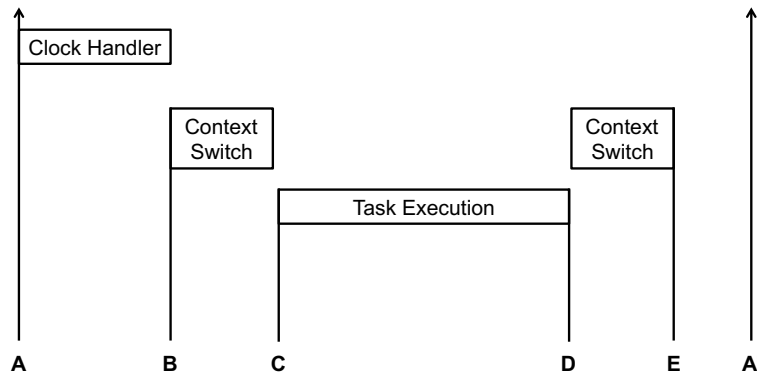 Clock Handler
Context
Switch
Context
Switch
Task Execution
A B C D E A